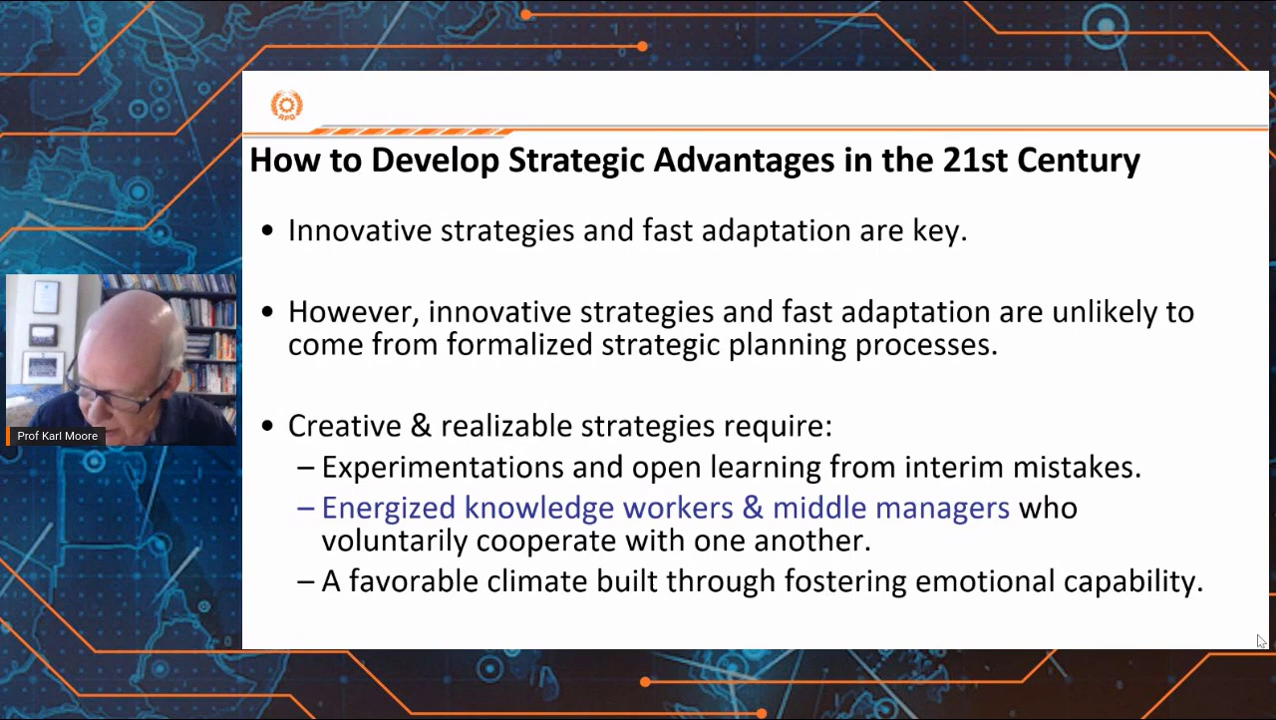 APO
How to Develop Strategic Advantages in the 21st Century
• Innovative strategies and fast adaptation are key.
• However, innovative strategies and fast adaptation are unlikely to
come from formalized strategic planning processes.
• Creative & realizable strategies require:
– Experimentations and open learning from interim mistakes.
– Energized knowledge workers & middle managers who
voluntarily cooperate with one another.
– A favorable climate built through fostering emotional capability.
Prof Karl Moore